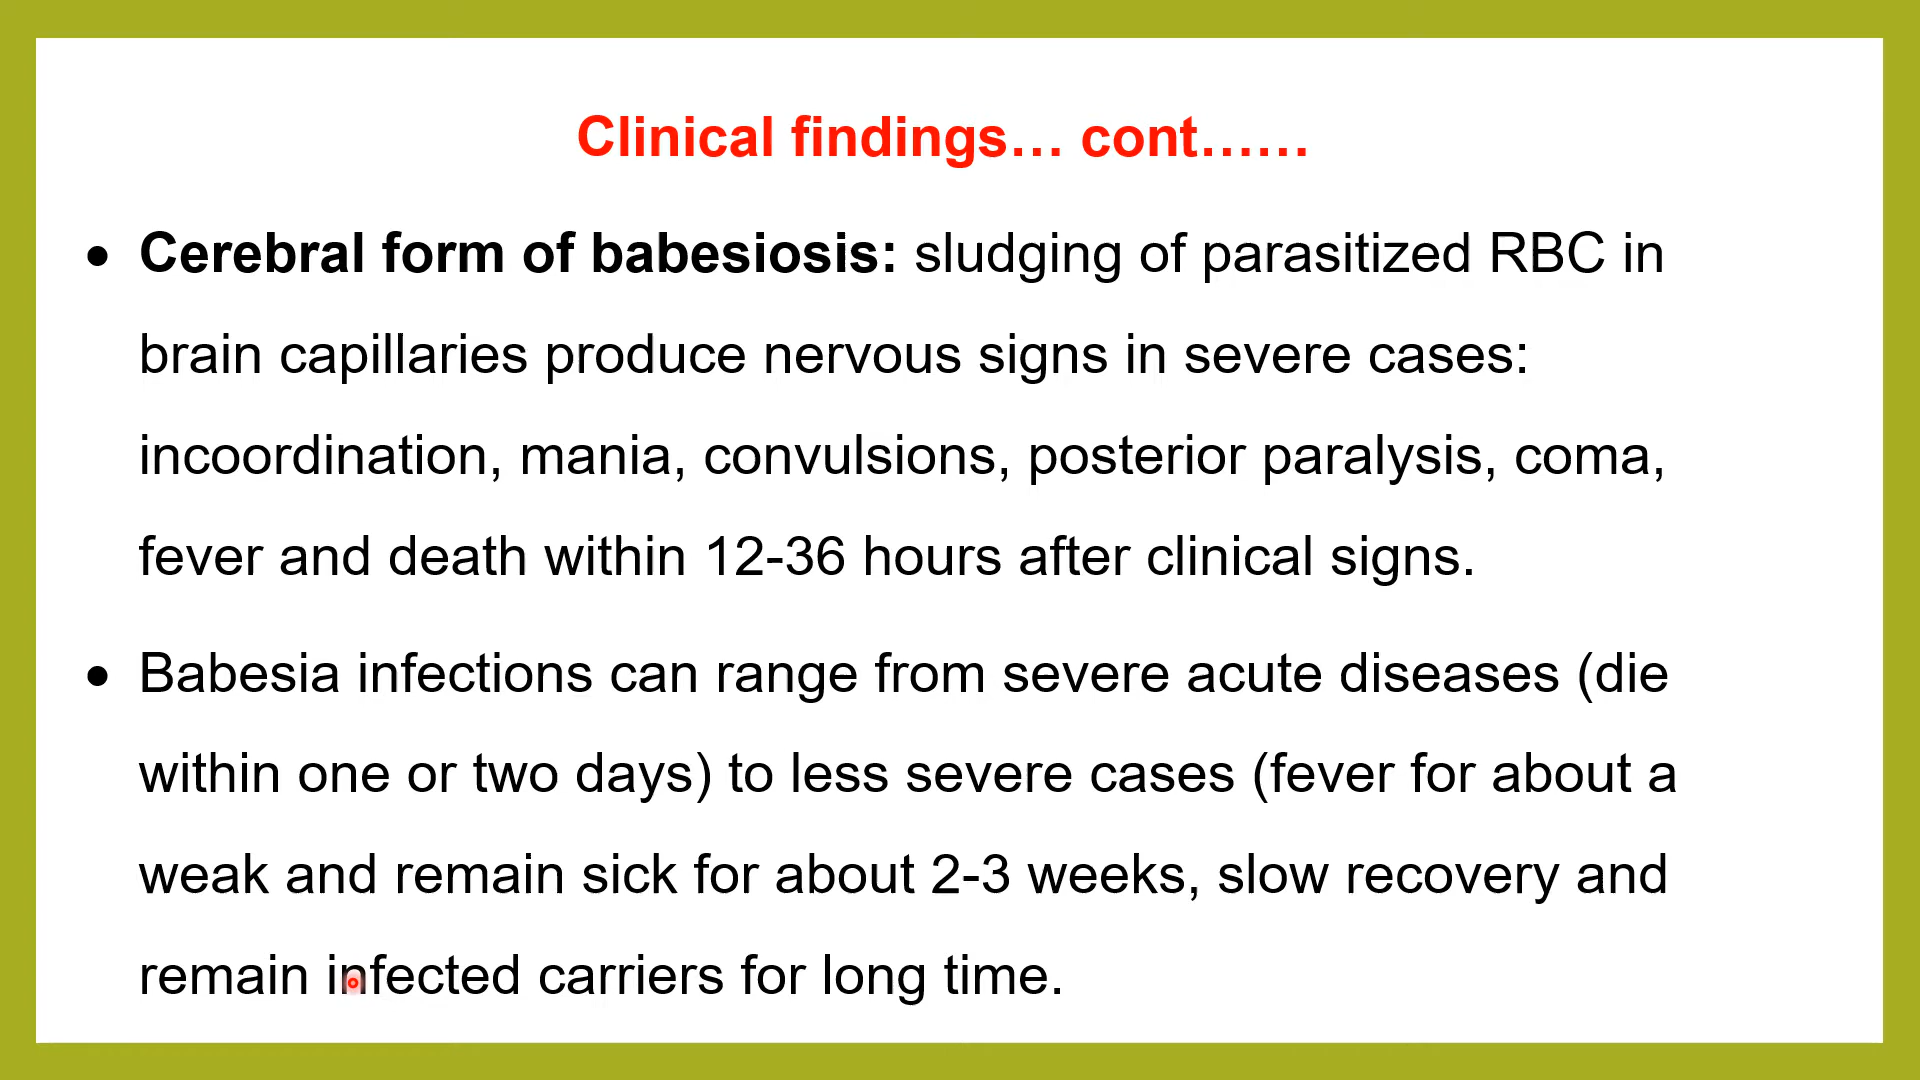 Clinical findings… cont……
• Cerebral form of babesiosis: sludging of parasitized RBC in
brain capillaries produce nervous signs in severe cases:
incoordination, mania, convulsions, posterior paralysis, coma,
fever and death within 12-36 hours after clinical signs.
• Babesia infections can range from severe acute diseases (die
within one or two days) to less severe cases (fever for about a
weak and remain sick for about 2-3 weeks, slow recovery and
remain infected carriers for long time.